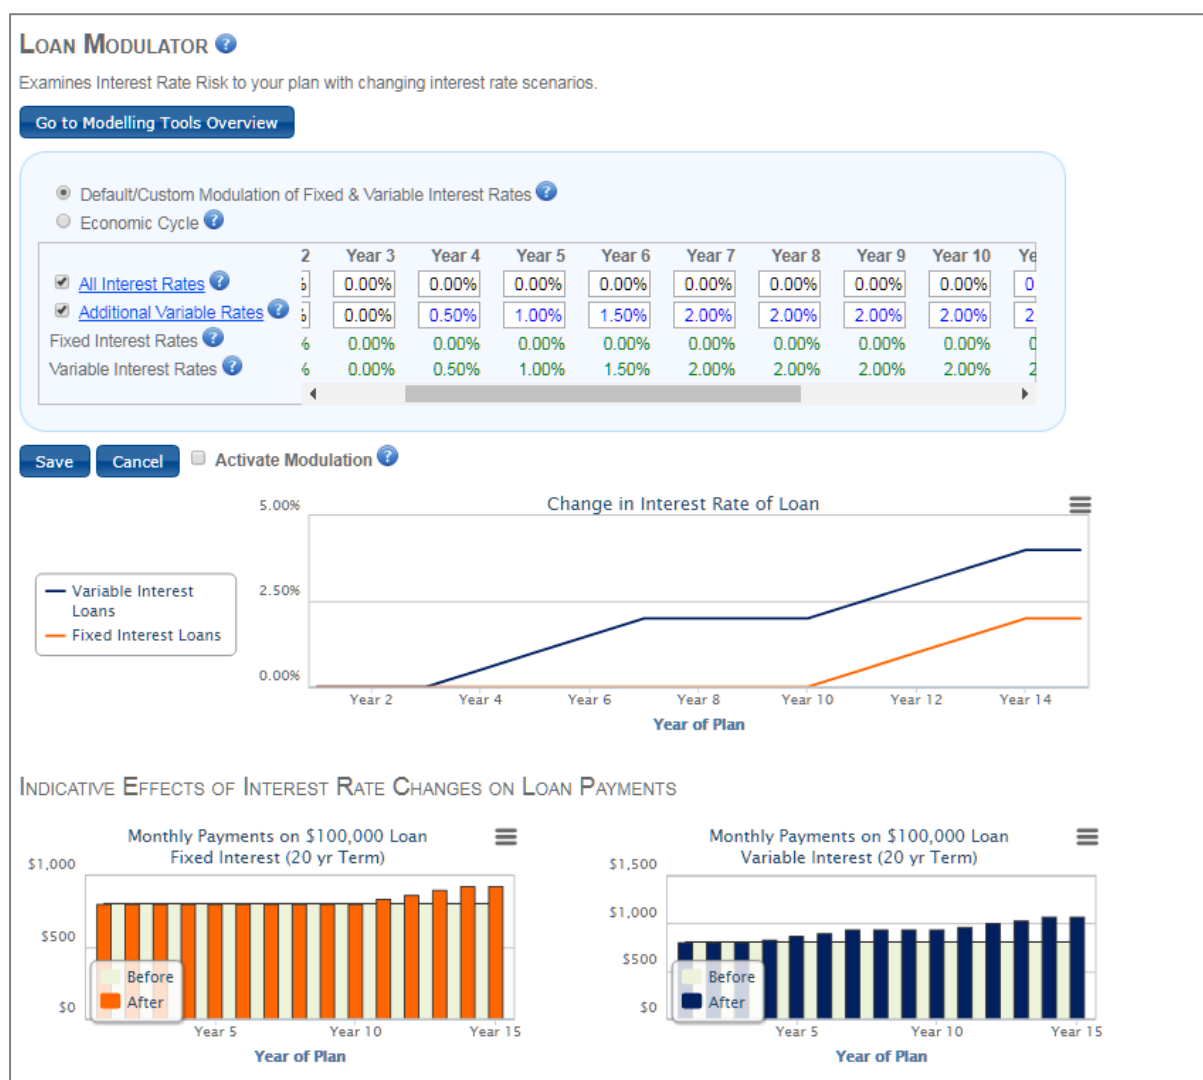 LOAN MODULATOR ?
Examines Interest Rate Risk to your plan with changing interest rate scenarios.
Go to Modelling Tools Overview
Default/Custom Modulation of Fixed & Variable Interest Rates ?
Economic Cycle ?
2 Year 3 Year 4 Year 5 Year 6 Year 7 Year 8 Year 9 Year 10 Ye
All Interest Rates ? 0.00% 0.00% 0.00% 0.00% 0.00% 0.00% 0.00% 0.00% 0.
Additional Variable Rates ? 0.00% 0.50% 1.00% 1.50% 2.00% 2.00% 2.00% 2.00% 2
Fixed Interest Rates ? % 0.00% 0.00% 0.00% 0.00% 0.00% 0.00% 0.00% 0.00% 0
Variable Interest Rates ? % 0.00% 0.50% 1.00% 1.50% 2.00% 2.00% 2.00% 2.00% 2
Save Cancel Activate Modulation ?
Change in Interest Rate of Loan
5.00%
2.50%
0.00%
Variable Interest
Loans
Fixed Interest Loans
Year 2 Year 4 Year 6 Year 8 Year 10 Year 12 Year 14
Year of Plan
INDICATIVE EFFECTS OF INTEREST RATE CHANGES ON LOAN PAYMENTS
Monthly Payments on $100,000 Loan
Fixed Interest (20 yr Term)
$1,000
$500
$0
Before
After
Year 5 Year 10 Year 15
Year of Plan
Monthly Payments on $100,000 Loan
Variable Interest (20 yr Term)
$1,500
$1,000
$500
$0
Before
After
Year 5 Year 10 Year 15
Year of Plan